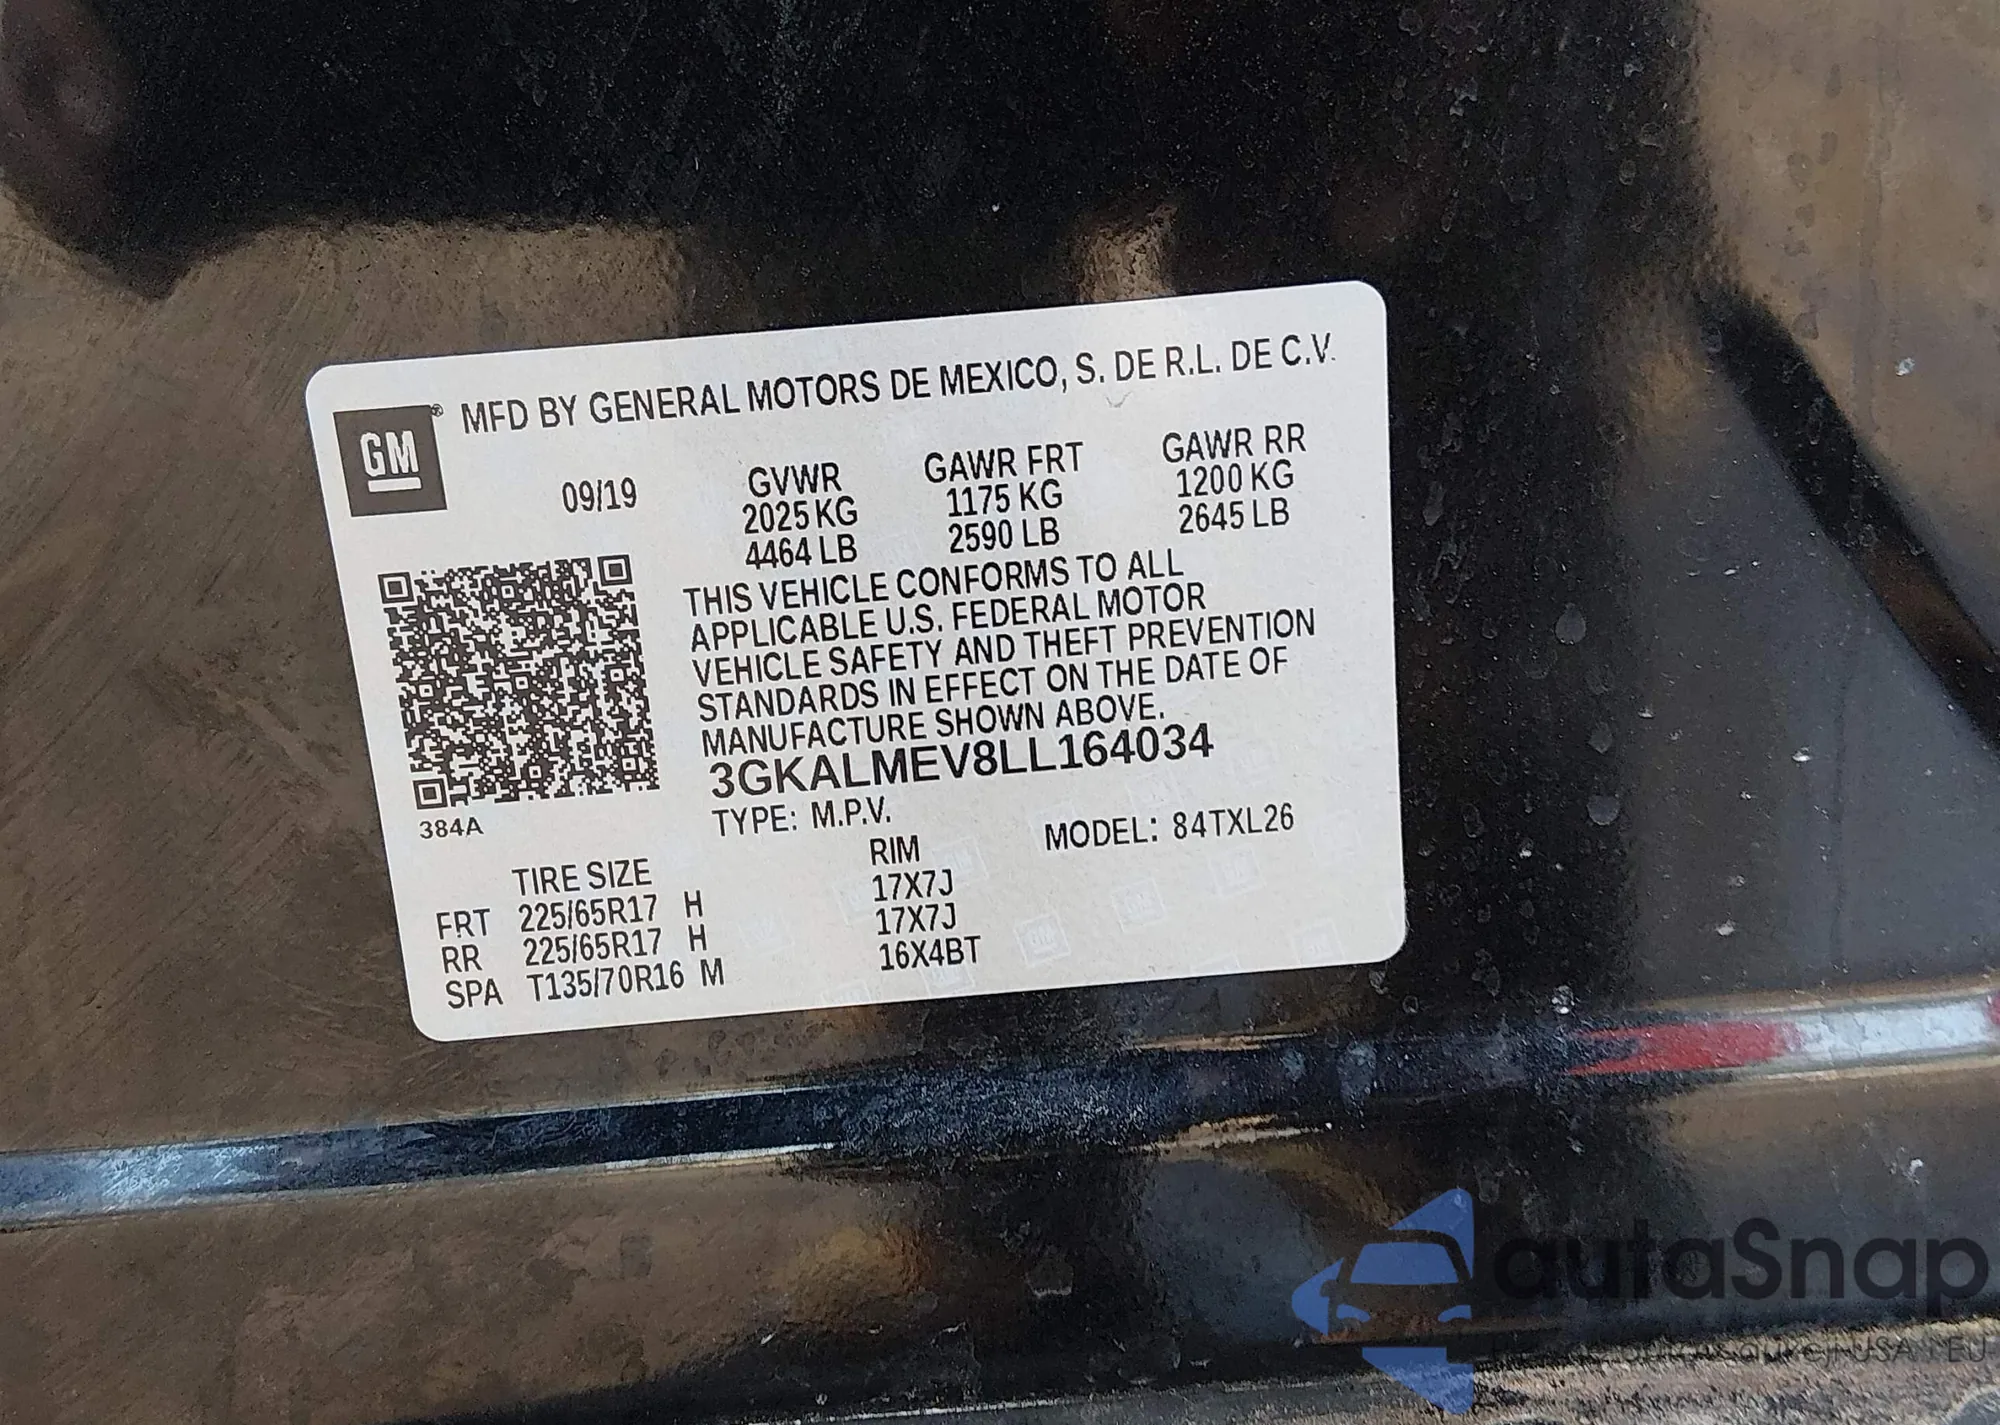 MFD BY GENERAL MOTORS DE MEXICO, S. DE R.L. DE C.V.
GM®
09/19 GVWR GAWR FRT GAWR RR
2025 KG 1175 KG 1200 KG
4464 LB 2590 LB 2645 LB
THIS VEHICLE CONFORMS TO ALL
APPLICABLE U.S. FEDERAL MOTOR
VEHICLE SAFETY AND THEFT PREVENTION
STANDARDS IN EFFECT ON THE DATE OF
MANUFACTURE SHOWN ABOVE.
3GKALMEV8LL164034
384A
TYPE: M.P.V. MODEL: 84TXL26
TIRE SIZE RIM
FRT 225/65R17 H 17X7J
RR 225/65R17 H 17X7J
SPA T135/70R16 M 16X4BT
autaSnap
USA i EU